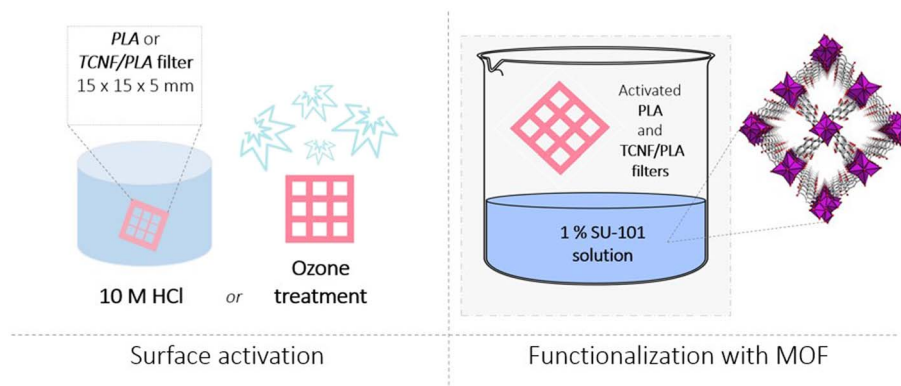 PLA or
TCNF/PLA filter
15 x 15 x 5 mm
10 M HCl
or
Ozone
treatment
Surface activation
Activated
PLA
and
TCNF/PLA
filters
1 % SU-101
solution
Functionalization with MOF